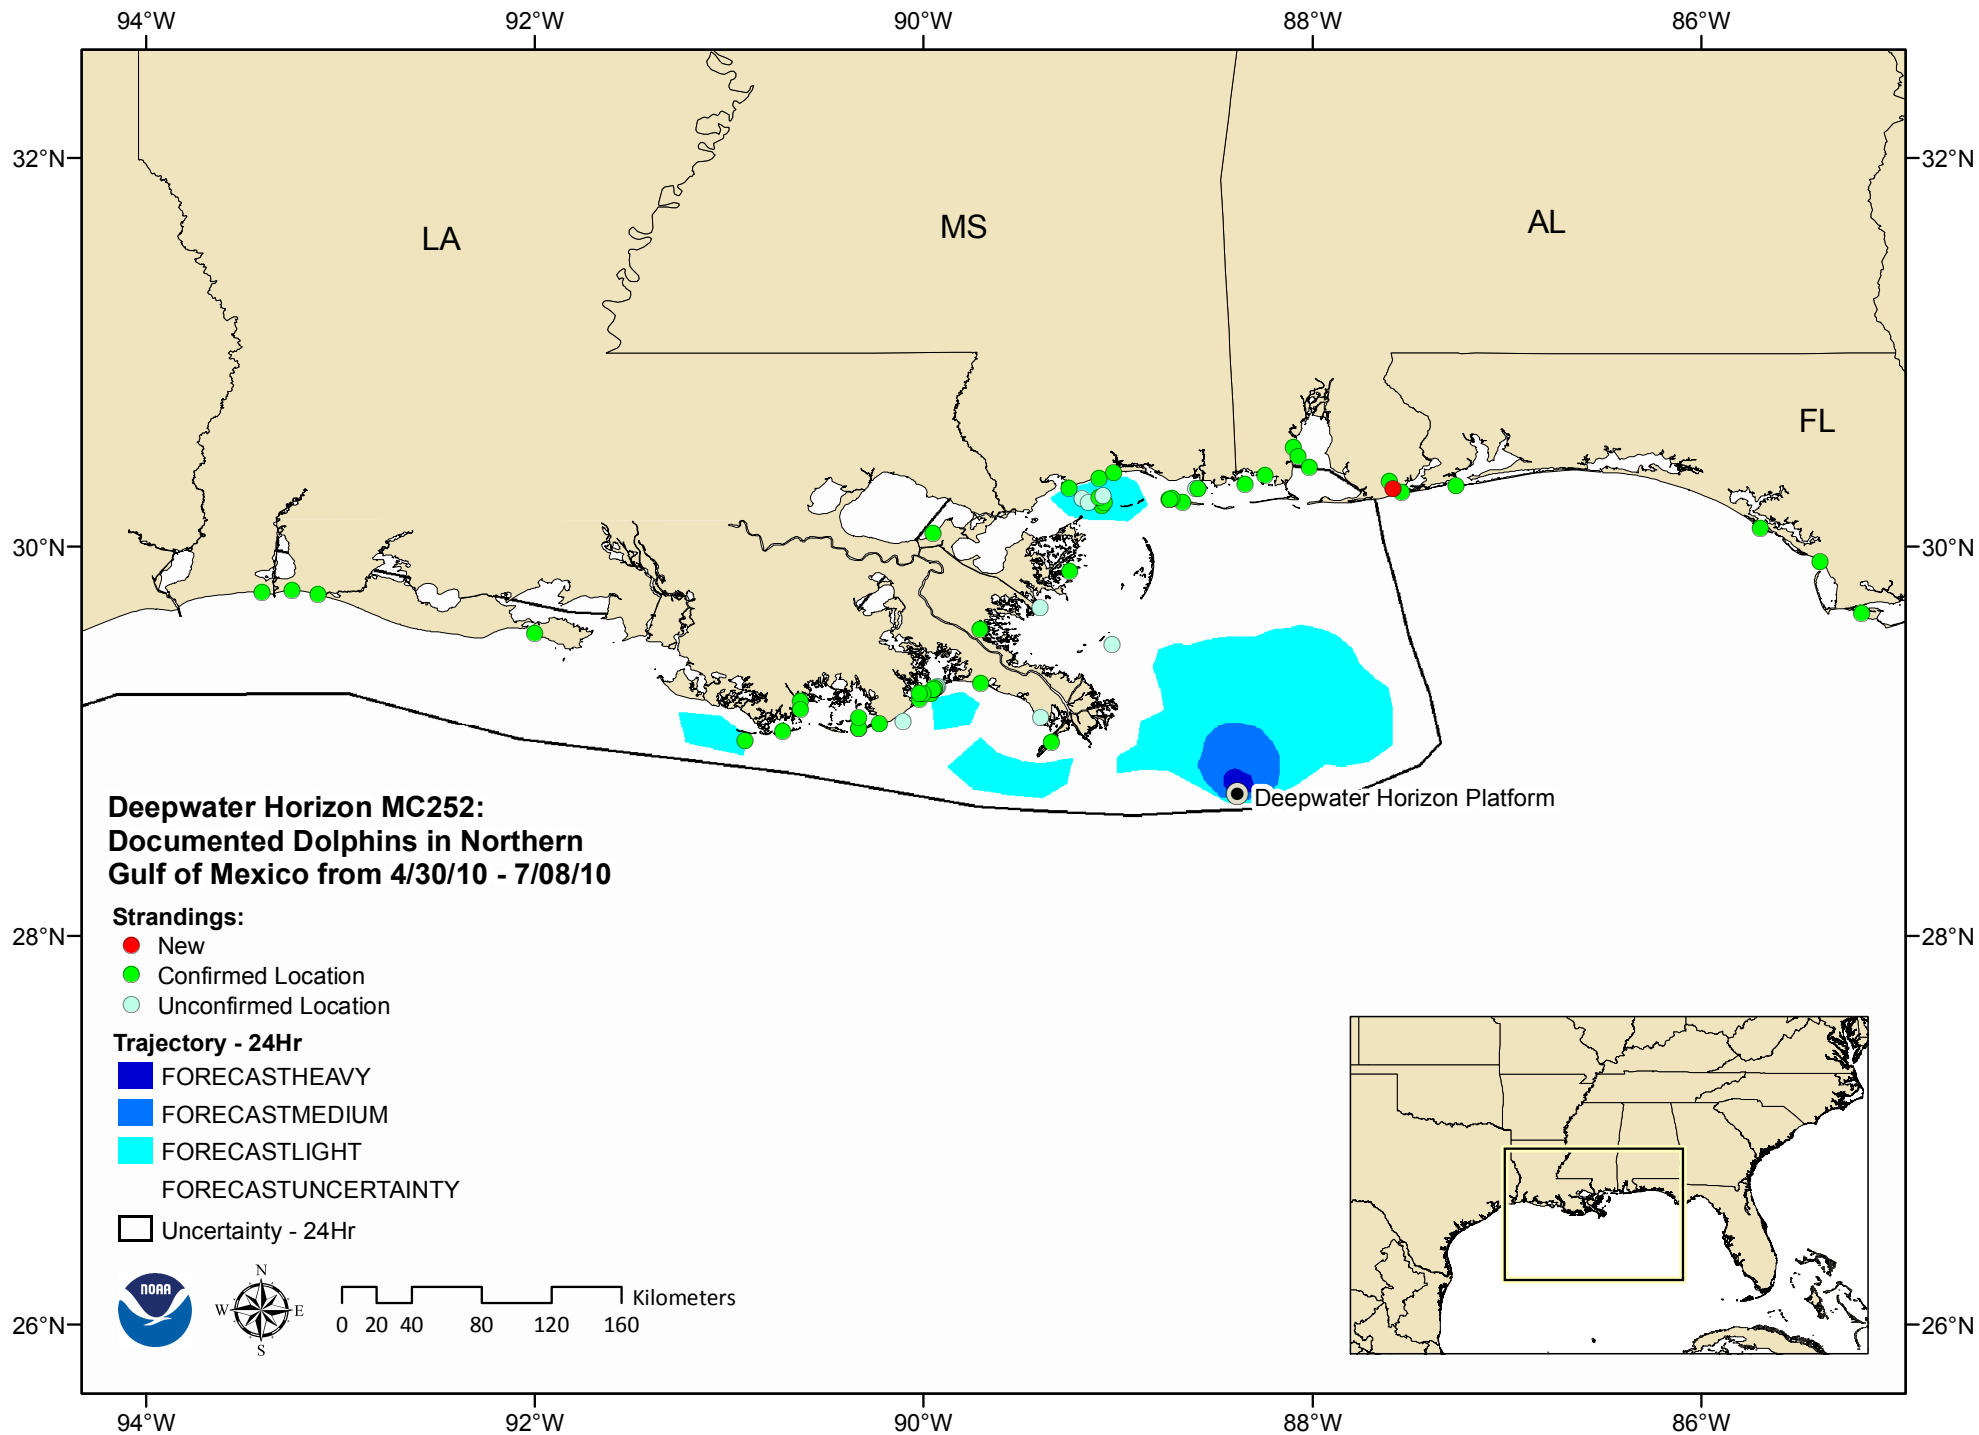 94°W 92°W 90°W 88°W 86°W
32°N 32°N
LA MS AL
FL
30°N 30°N
Deepwater Horizon Platform
Deepwater Horizon MC252:
Documented Dolphins in Northern
Gulf of Mexico from 4/30/10 - 7/08/10
Strandings:
New
28°N 28°N
Confirmed Location
Unconfirmed Location
Trajectory - 24Hr
FORECASTHEAVY
FORECASTMEDIUM
FORECASTLIGHT
FORECASTUNCERTAINTY
Uncertainty - 24Hr
NOAA
N
W E
S
Kilometers
0 20 40 80 120 160
26°N 26°N
94°W 92°W 90°W 88°W 86°W